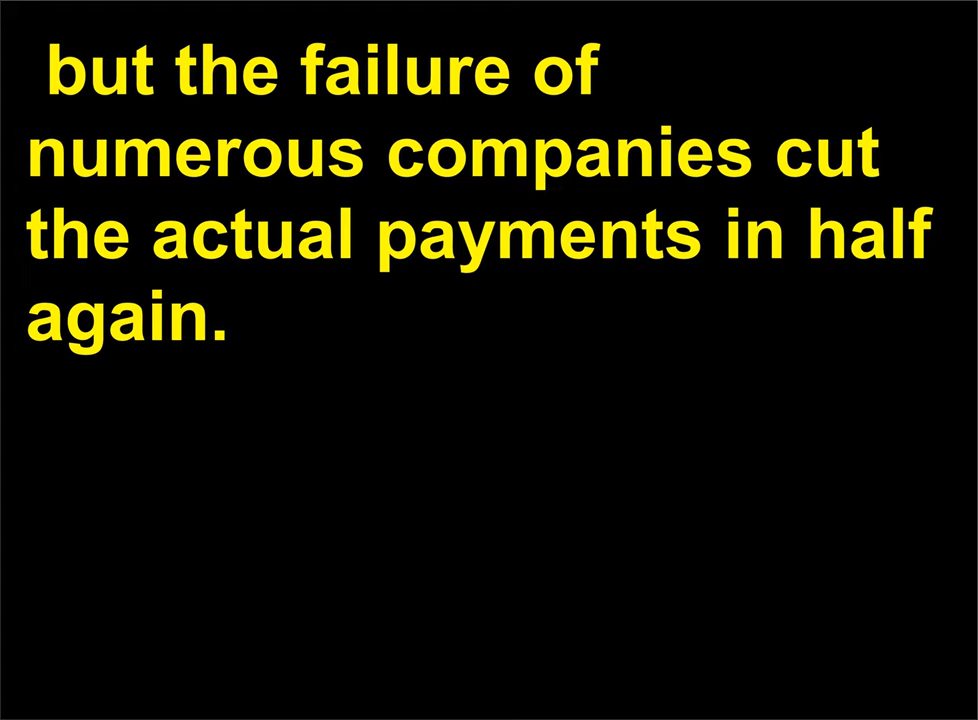 but the failure of
numerous companies cut
the actual payments in half
again.